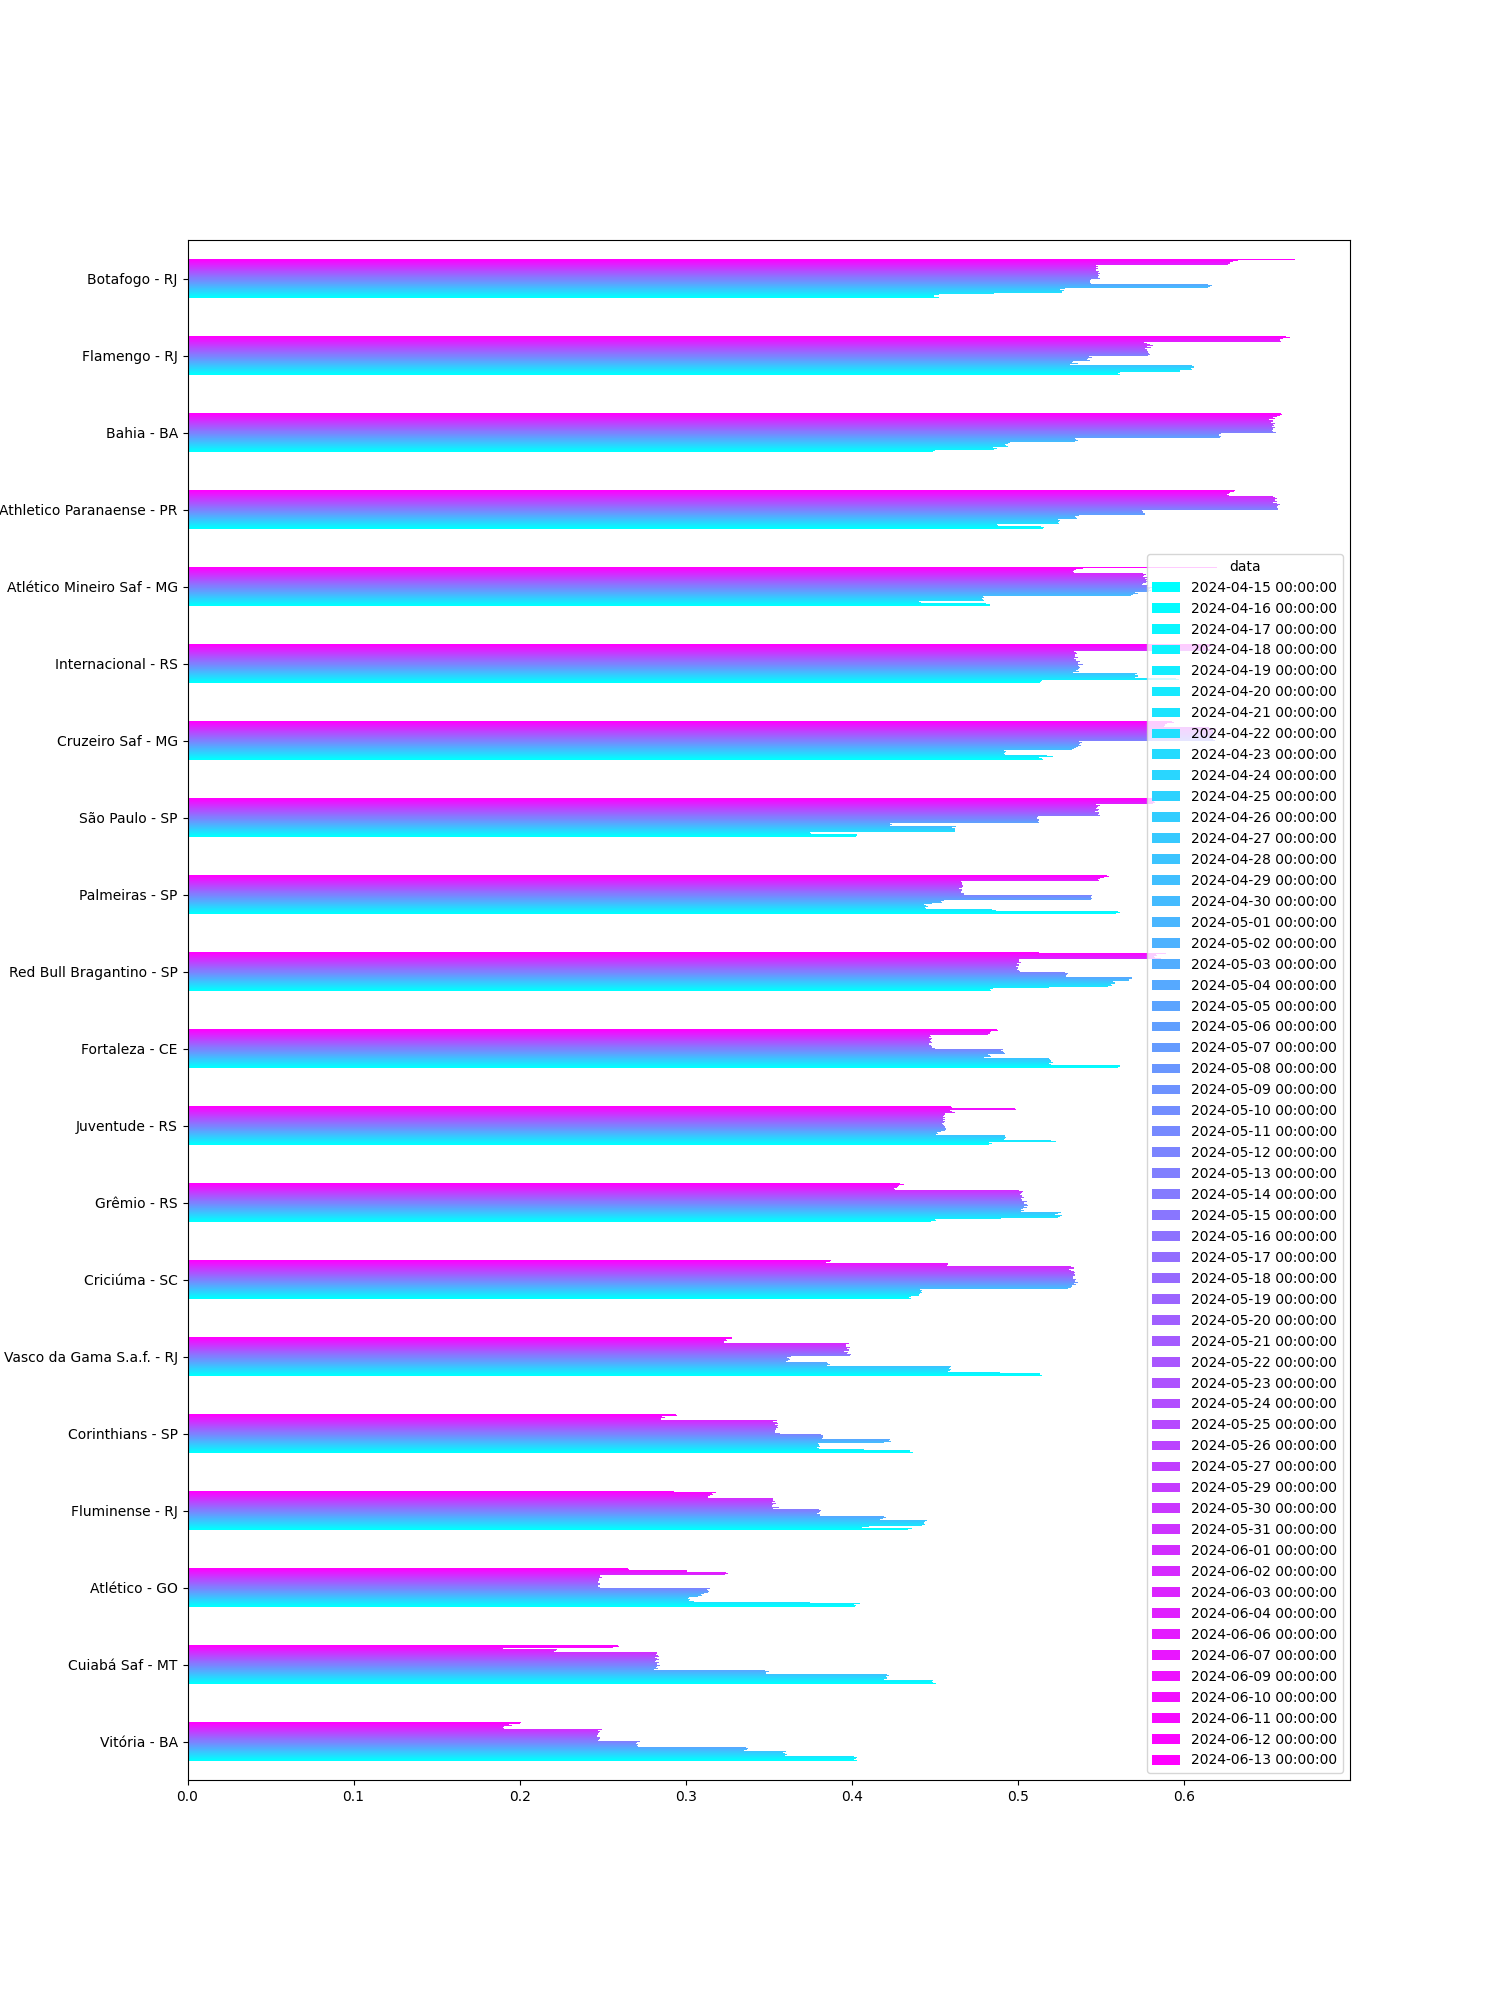 Botafogo - RJ
Flamengo - RJ
Bahia - BA
Athletico Paranaense - PR
Atlético Mineiro Saf - MG
Internacional - RS
Cruzeiro Saf - MG
São Paulo - SP
Palmeiras - SP
Red Bull Bragantino - SP
Fortaleza - CE
Juventude - RS
Grêmio - RS
Criciúma - SC
Vasco da Gama S.a.f. - RJ
Corinthians - SP
Fluminense - RJ
Atlético - GO
Cuiabá Saf - MT
Vitória - BA
0.0 0.1 0.2 0.3 0.4 0.5 0.6
data
2024-04-15 00:00:00
2024-04-16 00:00:00
2024-04-17 00:00:00
2024-04-18 00:00:00
2024-04-19 00:00:00
2024-04-20 00:00:00
2024-04-21 00:00:00
2024-04-22 00:00:00
2024-04-23 00:00:00
2024-04-24 00:00:00
2024-04-25 00:00:00
2024-04-26 00:00:00
2024-04-27 00:00:00
2024-04-28 00:00:00
2024-04-29 00:00:00
2024-04-30 00:00:00
2024-05-01 00:00:00
2024-05-02 00:00:00
2024-05-03 00:00:00
2024-05-04 00:00:00
2024-05-05 00:00:00
2024-05-06 00:00:00
2024-05-07 00:00:00
2024-05-08 00:00:00
2024-05-09 00:00:00
2024-05-10 00:00:00
2024-05-11 00:00:00
2024-05-12 00:00:00
2024-05-13 00:00:00
2024-05-14 00:00:00
2024-05-15 00:00:00
2024-05-16 00:00:00
2024-05-17 00:00:00
2024-05-18 00:00:00
2024-05-19 00:00:00
2024-05-20 00:00:00
2024-05-21 00:00:00
2024-05-22 00:00:00
2024-05-23 00:00:00
2024-05-24 00:00:00
2024-05-25 00:00:00
2024-05-26 00:00:00
2024-05-27 00:00:00
2024-05-29 00:00:00
2024-05-30 00:00:00
2024-05-31 00:00:00
2024-06-01 00:00:00
2024-06-02 00:00:00
2024-06-03 00:00:00
2024-06-04 00:00:00
2024-06-06 00:00:00
2024-06-07 00:00:00
2024-06-09 00:00:00
2024-06-10 00:00:00
2024-06-11 00:00:00
2024-06-12 00:00:00
2024-06-13 00:00:00